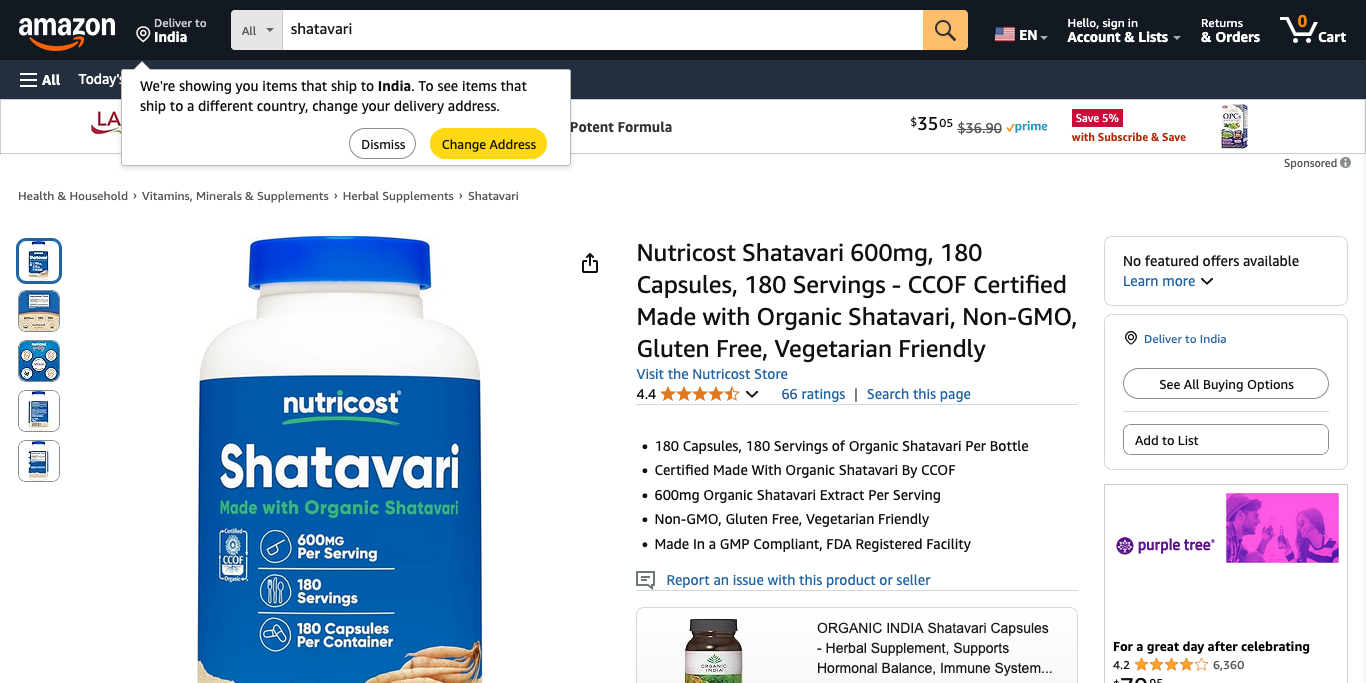 amazon
Deliver to
India
All
shatavari
EN
Hello, sign in
Account & Lists
Returns
& Orders
0
Cart
All
Today's
We're showing you items that ship to India. To see items that
ship to a different country, change your delivery address.
Dismiss
Change Address
LA
Potent Formula
$35.05 $36.90 prime
Save 5%
with Subscribe & Save
OPCs
Sponsored
Health & Household › Vitamins, Minerals & Supplements › Herbal Supplements › Shatavari
nutricost®
Shatavari
Made with Organic Shatavari
Certified
CCOF
Organic
600MG
Per Serving
180
Servings
180 Capsules
Per Container
Nutricost Shatavari 600mg, 180
Capsules, 180 Servings - CCOF Certified
Made with Organic Shatavari, Non-GMO,
Gluten Free, Vegetarian Friendly
Visit the Nutricost Store
4.4
66 ratings | Search this page
• 180 Capsules, 180 Servings of Organic Shatavari Per Bottle
• Certified Made With Organic Shatavari By CCOF
• 600mg Organic Shatavari Extract Per Serving
• Non-GMO, Gluten Free, Vegetarian Friendly
• Made In a GMP Compliant, FDA Registered Facility
Report an issue with this product or seller
ORGANIC
INDIA
ORGANIC INDIA Shatavari Capsules
- Herbal Supplement, Supports
Hormonal Balance, Immune System...
No featured offers available
Learn more
Deliver to India
See All Buying Options
Add to List
purple tree®
For a great day after celebrating
4.2
6,360